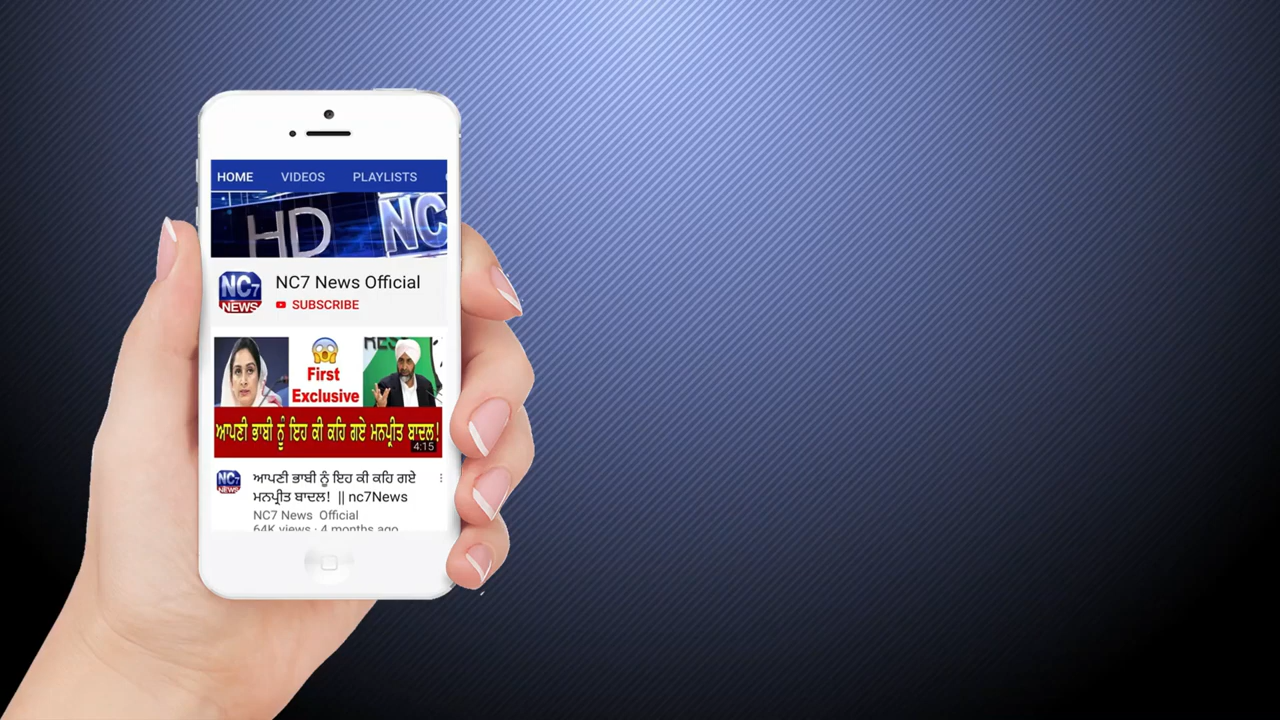 HOME VIDEOS PLAYLISTS
HD NC
NC7 NEWS
NC7 News Official
SUBSCRIBE
First
Exclusive
ਆਪਣੀ ਭਾਬੀ ਨੂੰ ਇਹ ਕੀ ਕਹਿ ਗਏ ਮਨਪ੍ਰੀਤ ਬਾਦਲ!
4:15
NC7 NEWS
ਆਪਣੀ ਭਾਬੀ ਨੂੰ ਇਹ ਕੀ ਕਹਿ ਗਏ
ਮਨਪ੍ਰੀਤ ਬਾਦਲ! || nc7News
NC7 News Official
64K views · 4 months ago